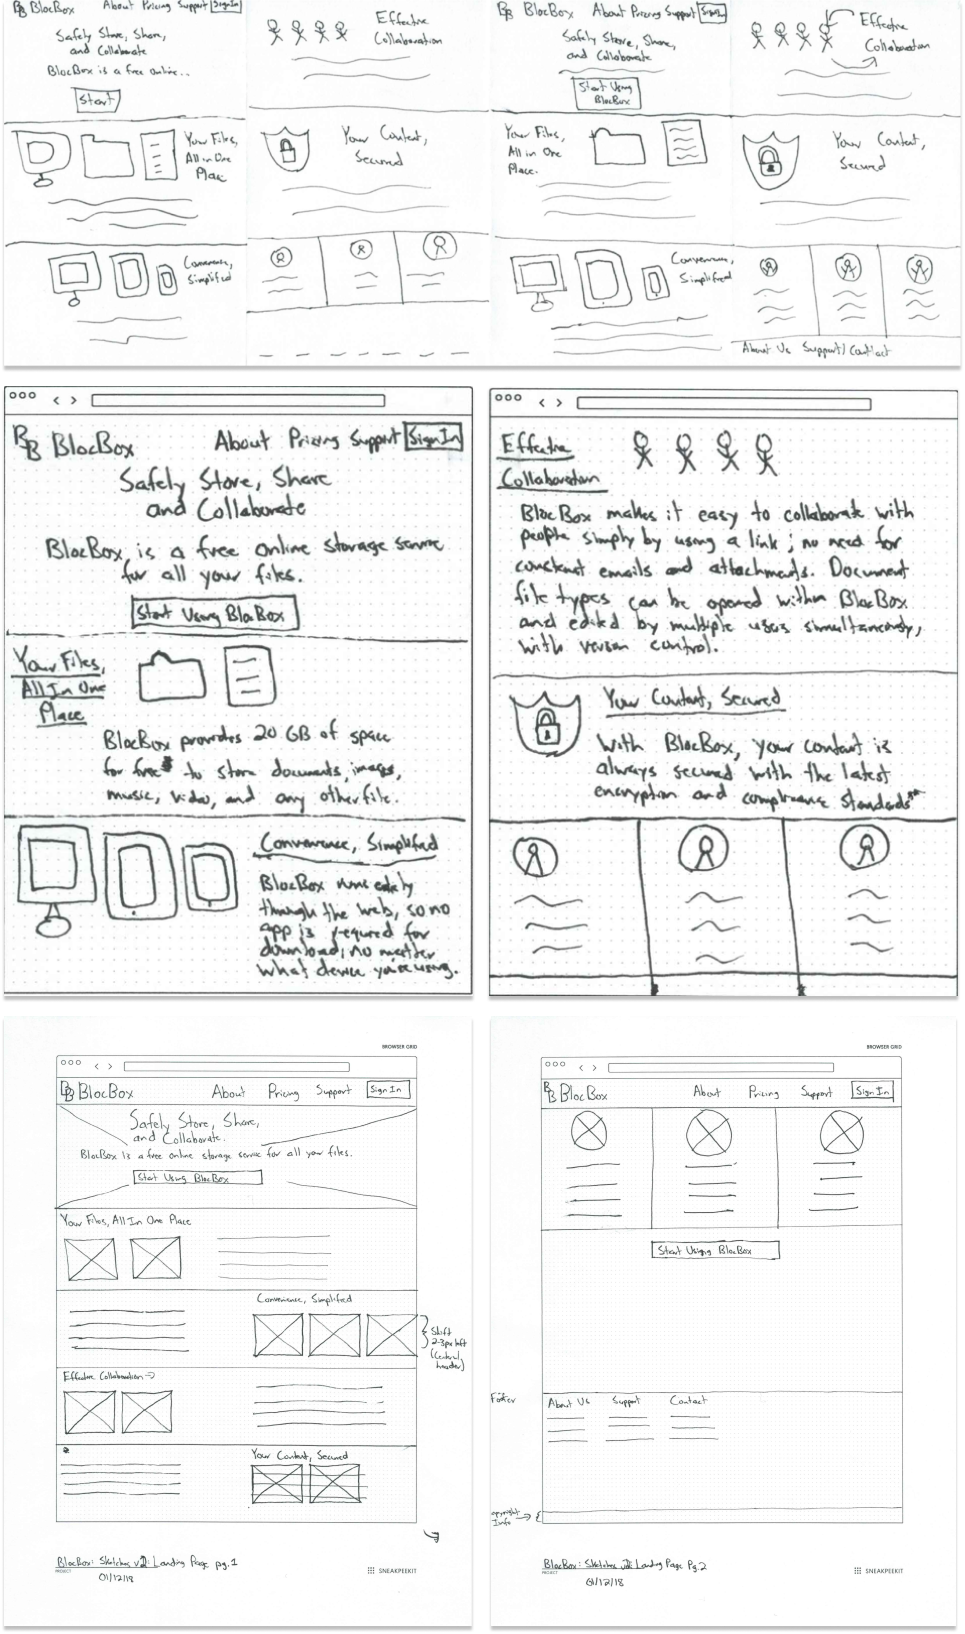 BB BlocBox About Pricing Support Sign In
Safely Store, Share,
and Collaborate
BlocBox is a free online..
Start
Your Files,
All in One
Place
Convenience,
Simplified
Effective
Collaboration
Your Content,
Secured
BB BlocBox About Pricing Support Sign In
Safely Store, Share,
and Collaborate
Start Using
BlocBox
Your Files,
All in One
Place.
Convenience,
Simplified
Effective
Collaboration
Your Content,
Secured
About Us Support/Contact
BB BlocBox About Pricing Support Sign In
Safely Store, Share
and Collaborate
BlocBox is a free online storage service
for all your files.
Start Using BlocBox
Your Files,
All In One
Place
BlocBox provides 20 GB of space
for free* to store documents, images,
music, video, and any other file.
Convenience, Simplified
BlocBox runs entirely
through the web, so no
app is required for
download, no matter
what device you're using.
Effective
Collaboration
BlocBox makes it easy to collaborate with
people simply by using a link; no need for
constant emails and attachments. Document
file types can be opened within BlocBox
and edited by multiple users simultaneously,
with version control.
Your Content, Secured
With BlocBox, your content is
always secured with the latest
encryption and compliance standards**
BROWSER GRID
BB BlocBox About Pricing Support Sign In
Safely Store, Share,
and Collaborate.
BlocBox is a free online storage service for all your files.
Start Using BlocBox
Your Files, All In One Place
Convenience, Simplified
Shift
2-3px left
(Central
header)
Effective Collaboration →
Your Content, Secured
BlocBox: Sketches v2: Landing Page pg. 1
PROJECT
01/12/18
SNEAKPEEKIT
BROWSER GRID
BB BlocBox About Pricing Support Sign In
Start Using BlocBox
Footer
About Us Support Contact
opyright
Info →
BlocBox: Sketches v2: Landing Page Pg. 2
PROJECT
01/12/18
SNEAKPEEKIT